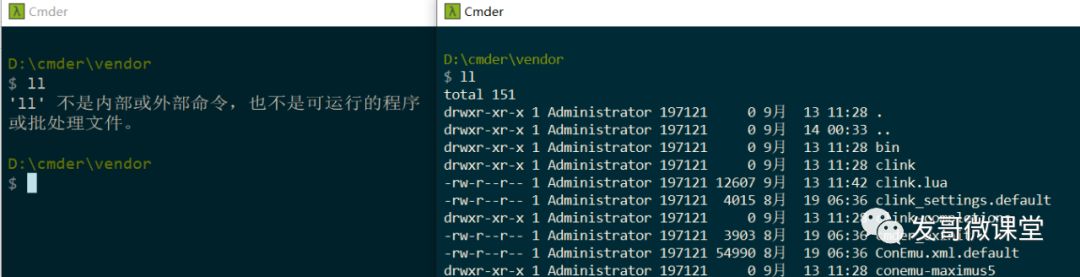 Cmder
D:\cmder\vendor
$ ll
'll' 不是内部或外部命令，也不是可运行的程序
或批处理文件。
D:\cmder\vendor
$
Cmder
D:\cmder\vendor
$ ll
total 151
drwxr-xr-x 1 Administrator 197121 0 9月 13 11:28 .
drwxr-xr-x 1 Administrator 197121 0 9月 14 00:33 ..
drwxr-xr-x 1 Administrator 197121 0 9月 13 11:28 bin
drwxr-xr-x 1 Administrator 197121 0 9月 13 11:28 clink
-rw-r--r-- 1 Administrator 197121 12607 9月 13 11:42 clink.lua
-rw-r--r-- 1 Administrator 197121 4015 8月 19 06:36 clink_settings.default
drwxr-xr-x 1 Administrator 197121 0 9月 13 11:28 clink-completions
-rw-r--r-- 1 Administrator 197121 3903 8月 19 06:36
-rw-r--r-- 1 Administrator 197121 54990 8月 19 06:36 ConEmu.xml.default
drwxr-xr-x 1 Administrator 197121 0 9月 13 11:28 conemu-maximus5
发哥微课堂